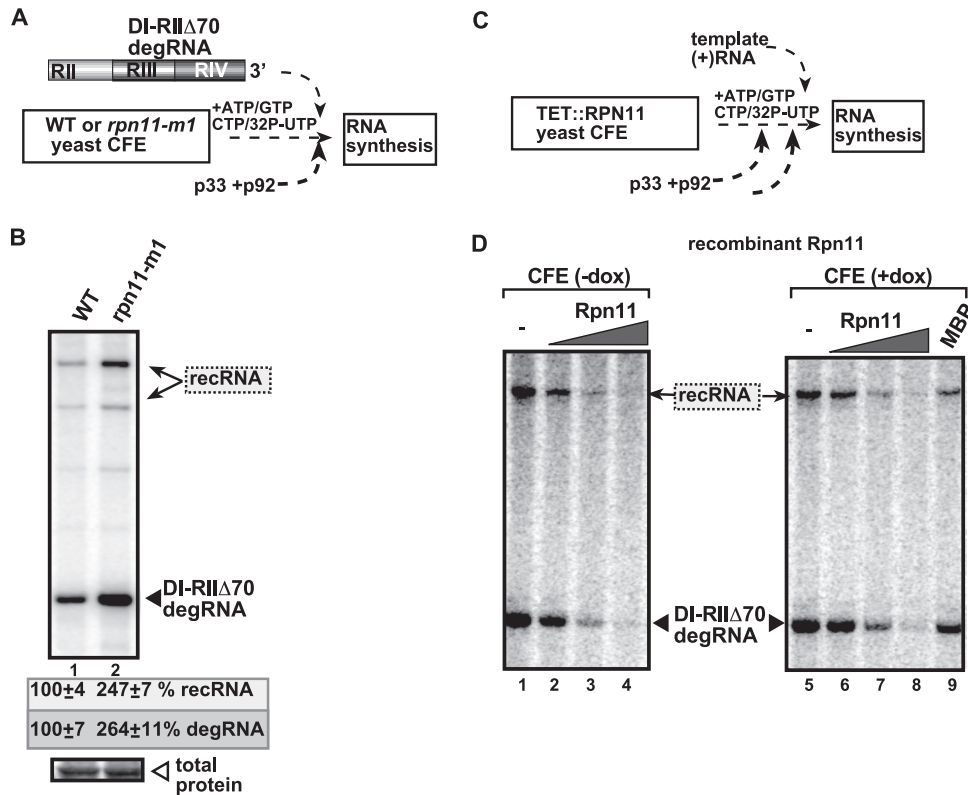 A
DI-RIIΔ70
degRNA
RII RIII RIV 3'
WT or rpn11-m1
yeast CFE
+ATP/GTP
CTP/32P-UTP
RNA
synthesis
p33 +p92
B
WT rpn11-m1
recRNA
DI-RIIΔ70
degRNA
1 2
100±4 247±7 % recRNA
100±7 264±11% degRNA
total
protein
C
template
(+)RNA
TET::RPN11
yeast CFE
+ATP/GTP
CTP/32P-UTP
RNA
synthesis
p33 +p92
recombinant Rpn11
D
CFE (-dox)
- Rpn11
CFE (+dox)
- Rpn11 MBP
recRNA
DI-RIIΔ70
degRNA
1 2 3 4
5 6 7 8 9